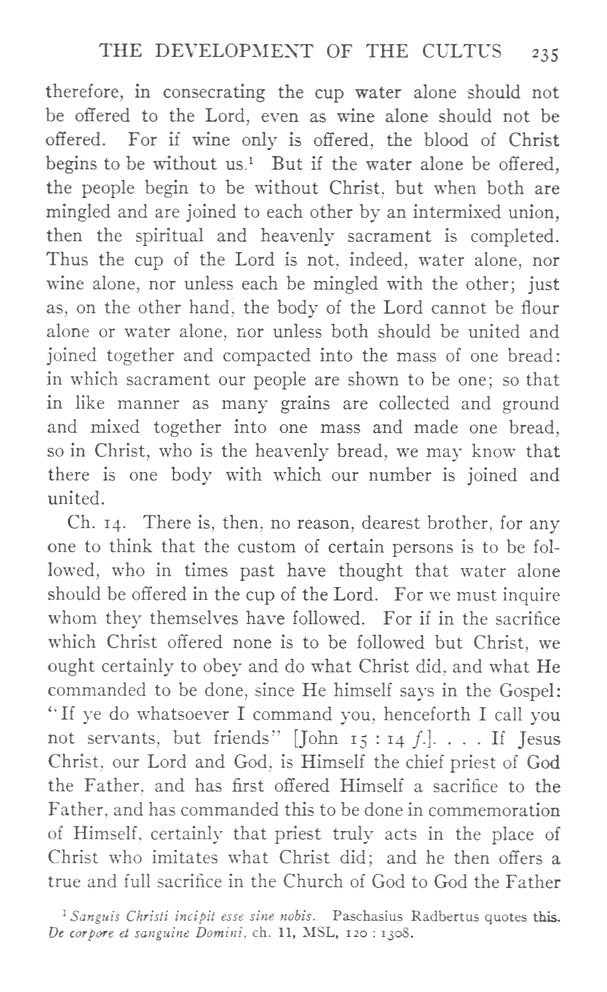 THE DEVELOPMENT OF THE CULTUS 235
therefore, in consecrating the cup water alone should not
be offered to the Lord, even as wine alone should not be
offered. For if wine only is offered, the blood of Christ
begins to be without us.¹ But if the water alone be offered,
the people begin to be without Christ, but when both are
mingled and are joined to each other by an intermixed union,
then the spiritual and heavenly sacrament is completed.
Thus the cup of the Lord is not, indeed, water alone, nor
wine alone, nor unless each be mingled with the other; just
as, on the other hand, the body of the Lord cannot be flour
alone or water alone, nor unless both should be united and
joined together and compacted into the mass of one bread:
in which sacrament our people are shown to be one; so that
in like manner as many grains are collected and ground
and mixed together into one mass and made one bread,
so in Christ, who is the heavenly bread, we may know that
there is one body with which our number is joined and
united.
Ch. 14. There is, then, no reason, dearest brother, for any
one to think that the custom of certain persons is to be fol-
lowed, who in times past have thought that water alone
should be offered in the cup of the Lord. For we must inquire
whom they themselves have followed. For if in the sacrifice
which Christ offered none is to be followed but Christ, we
ought certainly to obey and do what Christ did, and what He
commanded to be done, since He himself says in the Gospel:
“If ye do whatsoever I command you, henceforth I call you
not servants, but friends” [John 15 : 14 f.]. . . . If Jesus
Christ, our Lord and God, is Himself the chief priest of God
the Father, and has first offered Himself a sacrifice to the
Father, and has commanded this to be done in commemoration
of Himself, certainly that priest truly acts in the place of
Christ who imitates what Christ did; and he then offers a
true and full sacrifice in the Church of God to God the Father
¹ Sanguis Christi incipit esse sine nobis. Paschasius Radbertus quotes this.
De corpore et sanguine Domini, ch. 11, MSL, 120 : 1308.